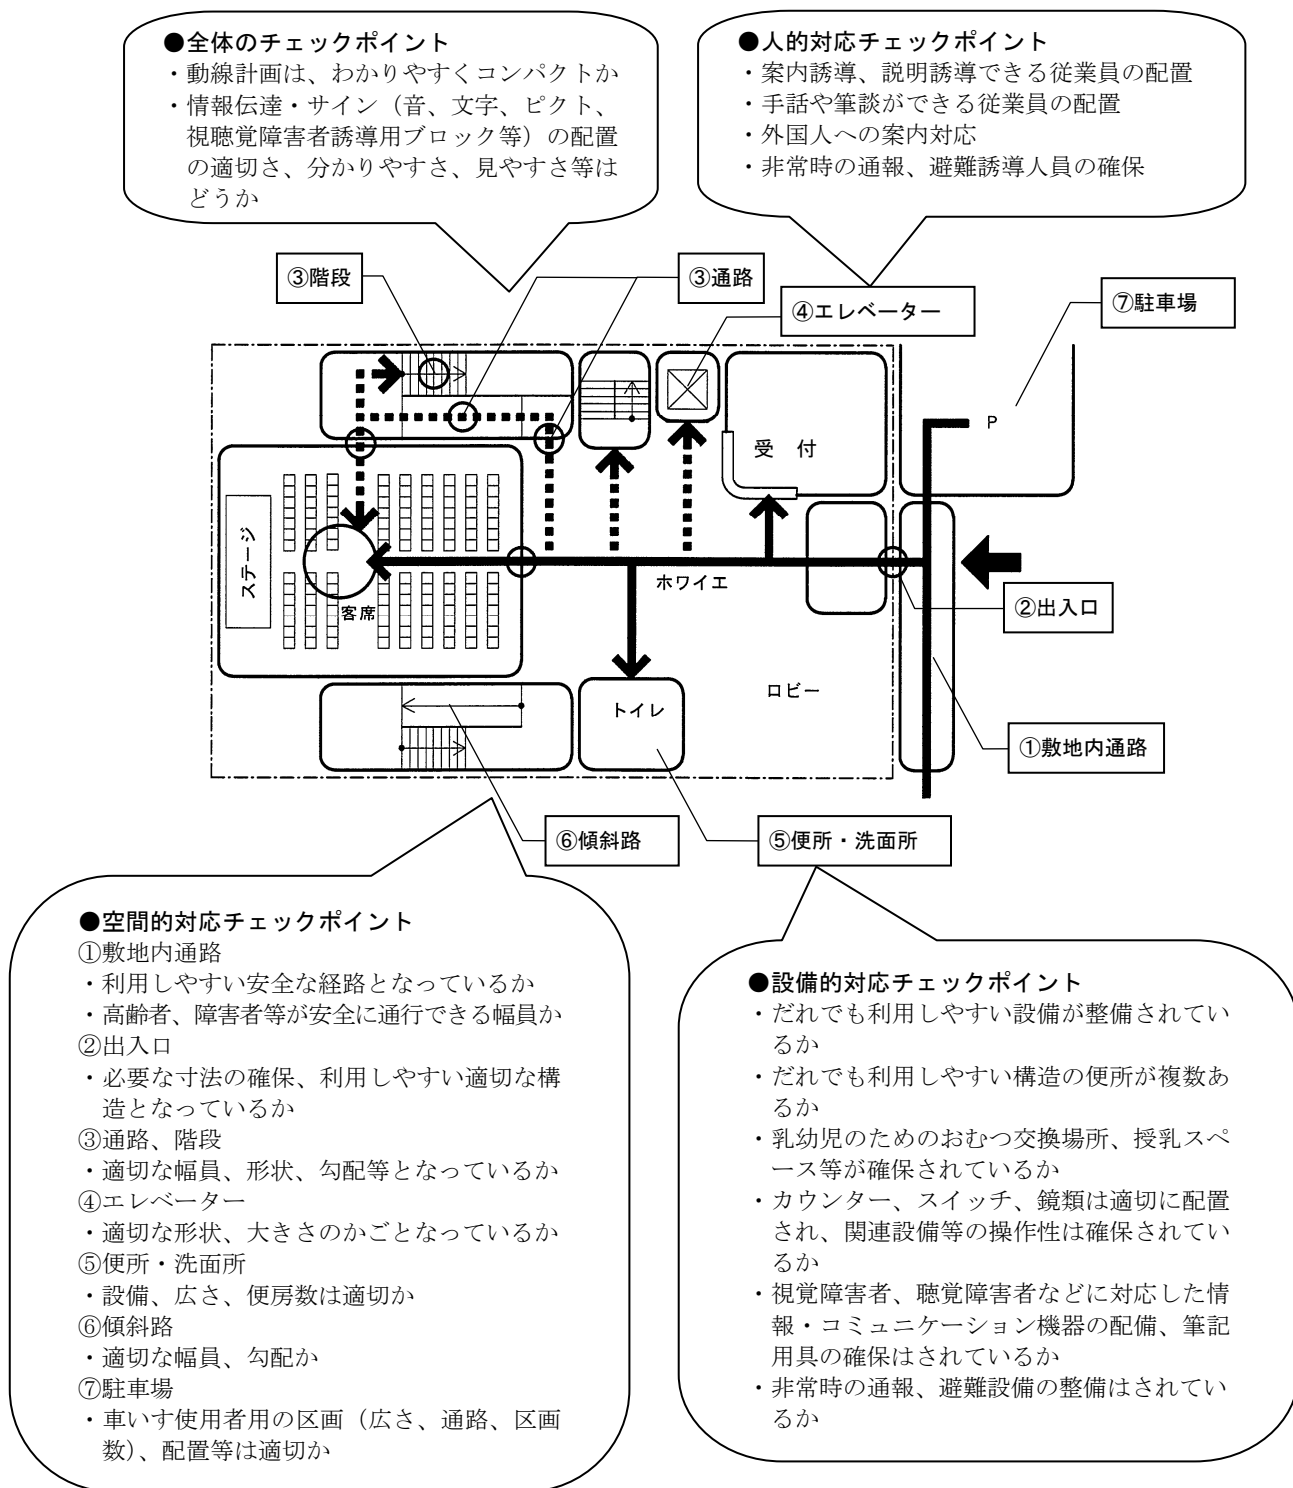 ●全体のチェックポイント
・動線計画は、わかりやすくコンパクトか
・情報伝達・サイン（音、文字、ピクト、
視聴覚障害者誘導用ブロック等）の配置
の適切さ、分かりやすさ、見やすさ等は
どうか
●人的対応チェックポイント
・案内誘導、説明誘導できる従業員の配置
・手話や筆談ができる従業員の配置
・外国人への案内対応
・非常時の通報、避難誘導人員の確保
③階段
③通路
④エレベーター
⑦駐車場
P
受 付
ステージ
客席
ホワイエ
②出入口
ロビー
トイレ
①敷地内通路
⑥傾斜路
⑤便所・洗面所
●空間的対応チェックポイント
①敷地内通路
・利用しやすい安全な経路となっているか
・高齢者、障害者等が安全に通行できる幅員か
②出入口
・必要な寸法の確保、利用しやすい適切な構
造となっているか
③通路、階段
・適切な幅員、形状、勾配等となっているか
④エレベーター
・適切な形状、大きさのかごとなっているか
⑤便所・洗面所
・設備、広さ、便房数は適切か
⑥傾斜路
・適切な幅員、勾配か
⑦駐車場
・車いす使用者用の区画（広さ、通路、区画
数）、配置等は適切か
●設備的対応チェックポイント
・だれでも利用しやすい設備が整備されてい
るか
・だれでも利用しやすい構造の便所が複数あ
るか
・乳幼児のためのおむつ交換場所、授乳スペ
ース等が確保されているか
・カウンター、スイッチ、鏡類は適切に配置
され、関連設備等の操作性は確保されてい
るか
・視覚障害者、聴覚障害者などに対応した情
報・コミュニケーション機器の配備、筆記
用具の確保はされているか
・非常時の通報、避難設備の整備はされてい
るか